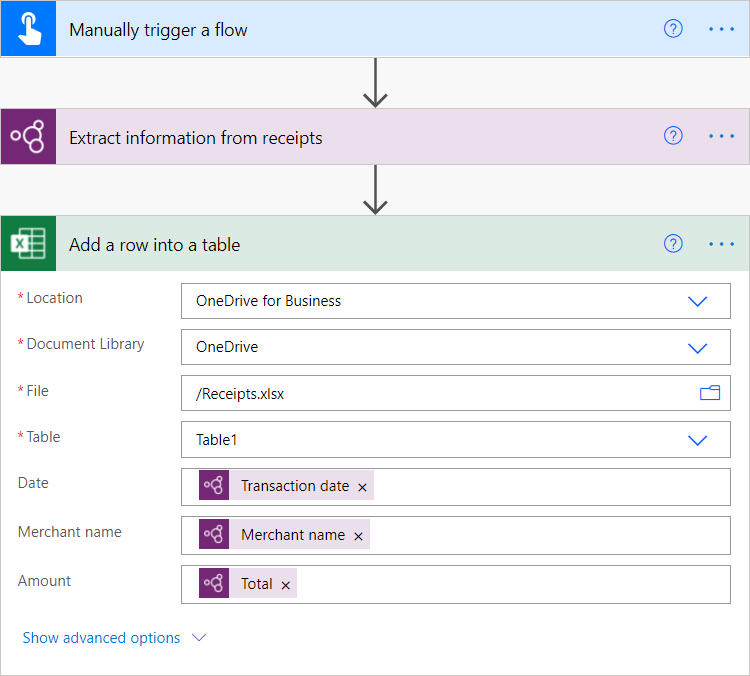 Manually trigger a flow
Extract information from receipts
Add a row into a table
* Location
OneDrive for Business
* Document Library
OneDrive
* File
/Receipts.xlsx
* Table
Table1
Date
Transaction date ×
Merchant name
Merchant name ×
Amount
Total ×
Show advanced options